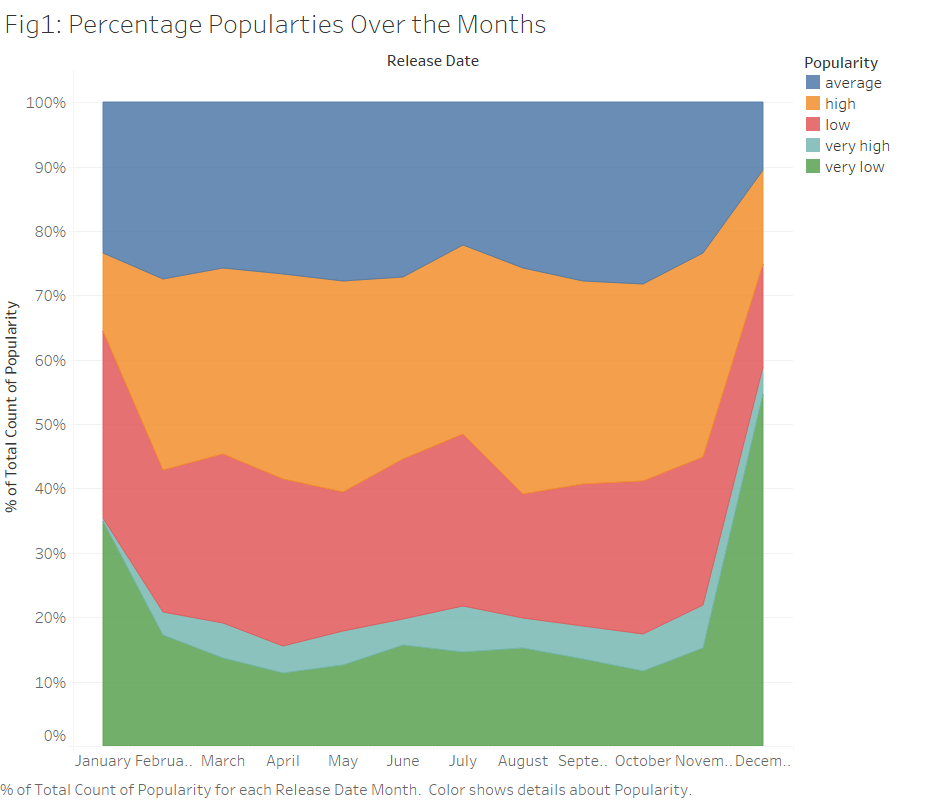 Fig1: Percentage Popularties Over the Months
Release Date
Popularity
average
high
low
very high
very low
% of Total Count of Popularity
100%
90%
80%
70%
60%
50%
40%
30%
20%
10%
0%
January Februa.. March April May June July August Septe.. October Novem.. Decem..
% of Total Count of Popularity for each Release Date Month. Color shows details about Popularity.